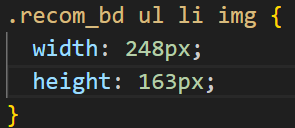 .recom_bd ul li img {
  width: 248px;
  height: 163px;
}